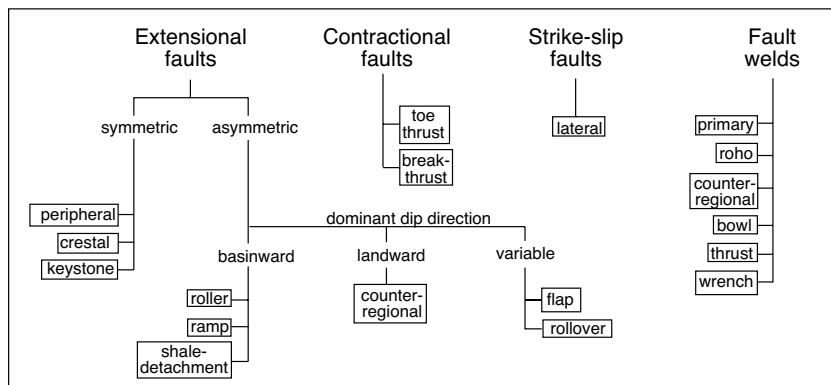 Extensional
faults
symmetric
asymmetric
peripheral
crestal
keystone
dominant dip direction
basinward
roller
ramp
shale-
detachment
landward
counter-
regional
variable
flap
rollover
Contractional
faults
toe
thrust
break-
thrust
Strike-slip
faults
lateral
Fault
welds
primary
roho
counter-
regional
bowl
thrust
wrench